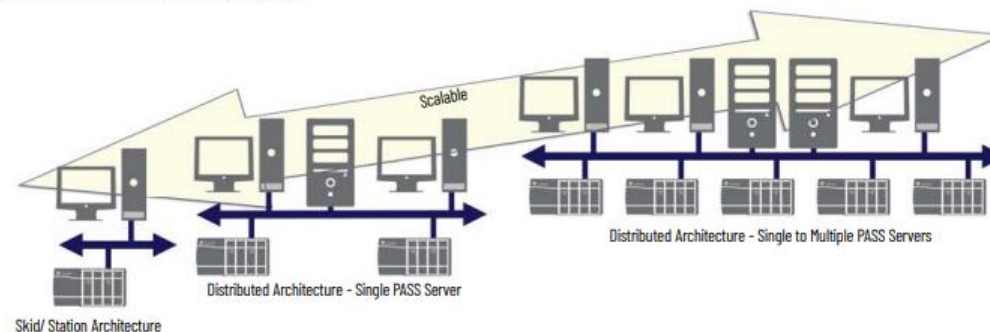 Scalable
Distributed Architecture - Single to Multiple PASS Servers
Distributed Architecture - Single PASS Server
Skid/ Station Architecture